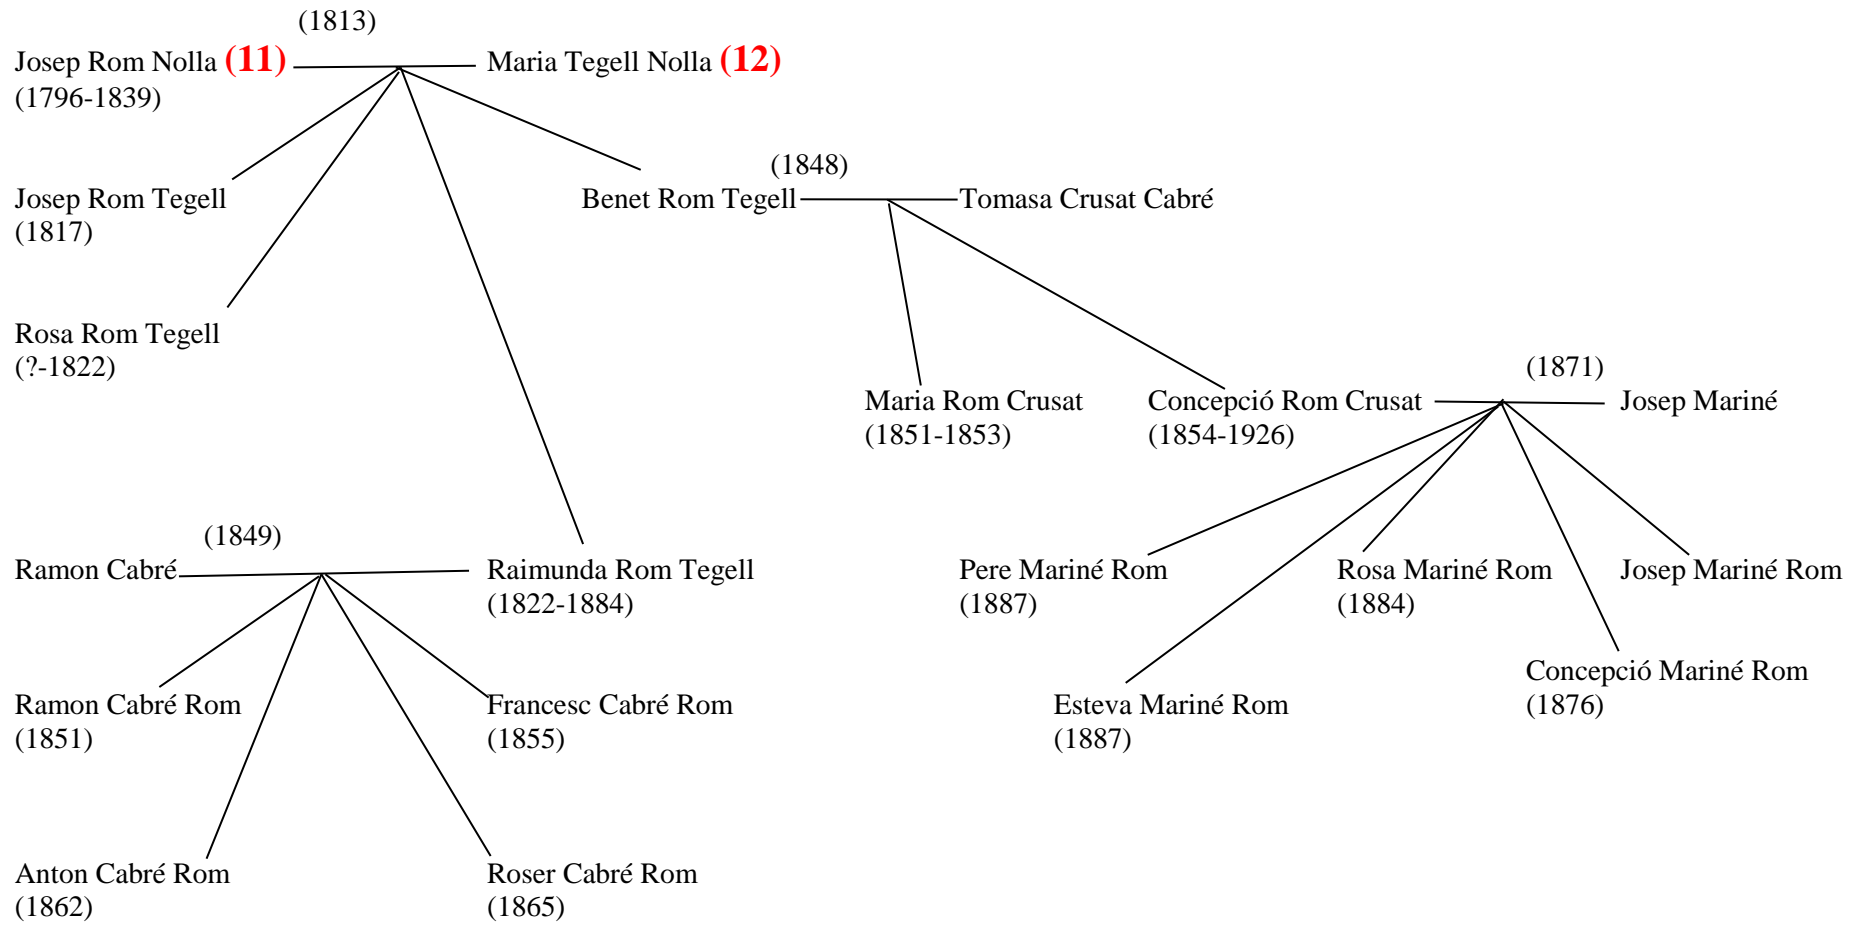 (1813)
Josep Rom Nolla (11) Maria Tegell Nolla (12)
(1796-1839)
(1848)
Josep Rom Tegell Benet Rom Tegell Tomasa Crusat Cabré
(1817)
Rosa Rom Tegell
(?-1822)
(1871)
Maria Rom Crusat Concepció Rom Crusat Josep Mariné
(1851-1853) (1854-1926)
(1849)
Ramon Cabré Raimunda Rom Tegell Pere Mariné Rom Rosa Mariné Rom Josep Mariné Rom
(1822-1884) (1887) (1884)
Concepció Mariné Rom
(1876)
Ramon Cabré Rom Francesc Cabré Rom Esteva Mariné Rom
(1851) (1855) (1887)
Anton Cabré Rom Roser Cabré Rom
(1862) (1865)